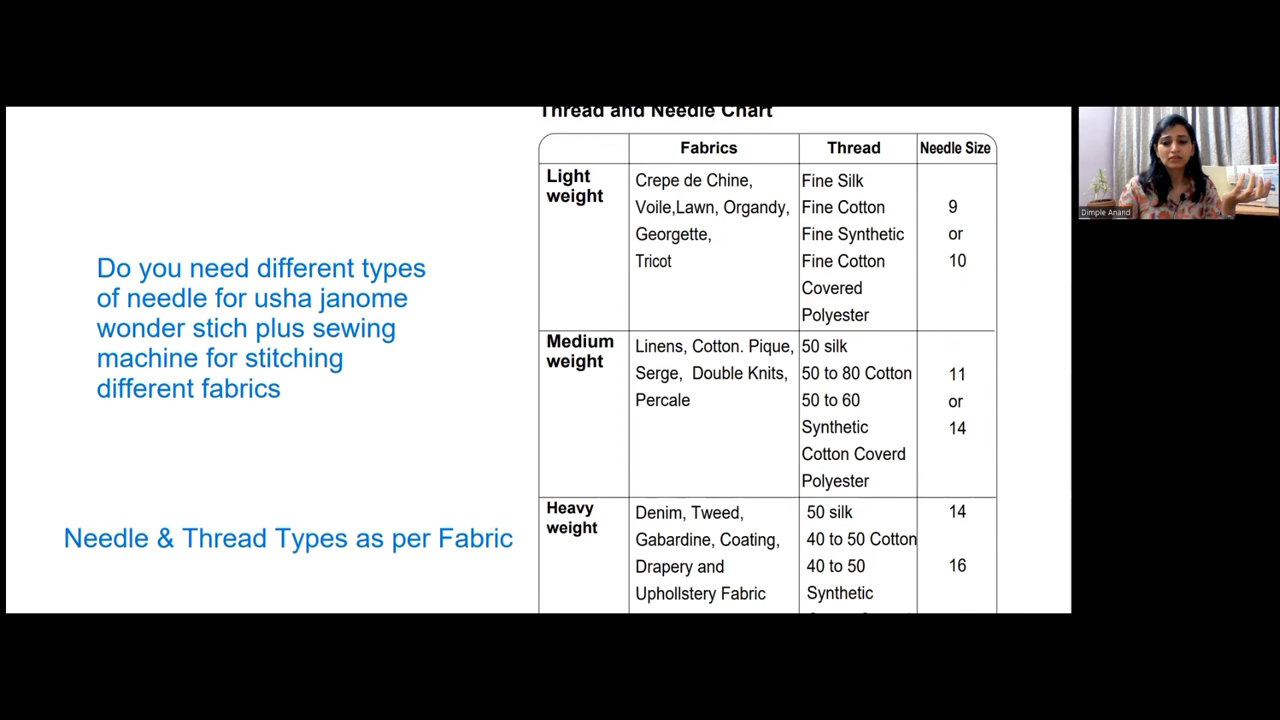 Do you need different types
of needle for usha janome
wonder stich plus sewing
machine for stitching
different fabrics
Needle & Thread Types as per Fabric
Thread and Needle Chart
Fabrics Thread Needle Size
Light
weight
Crepe de Chine,
Voile,Lawn, Organdy,
Georgette,
Tricot
Fine Silk
Fine Cotton
Fine Synthetic
Fine Cotton
Covered
Polyester
9
or
10
Medium
weight
Linens, Cotton. Pique,
Serge, Double Knits,
Percale
50 silk
50 to 80 Cotton
50 to 60
Synthetic
Cotton Coverd
Polyester
11
or
14
Heavy
weight
Denim, Tweed,
Gabardine, Coating,
Drapery and
Uphollstery Fabric
50 silk
40 to 50 Cotton
40 to 50
Synthetic
14
16
Dimple Anand